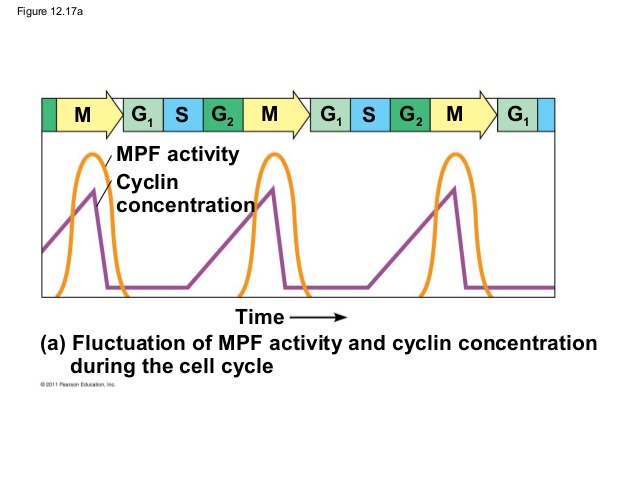 Figure 12.17a
M G₁ S G₂ M G₁ S G₂ M G₁
MPF activity
Cyclin
concentration
Time
(a) Fluctuation of MPF activity and cyclin concentration
during the cell cycle
© 2011 Pearson Education, Inc.